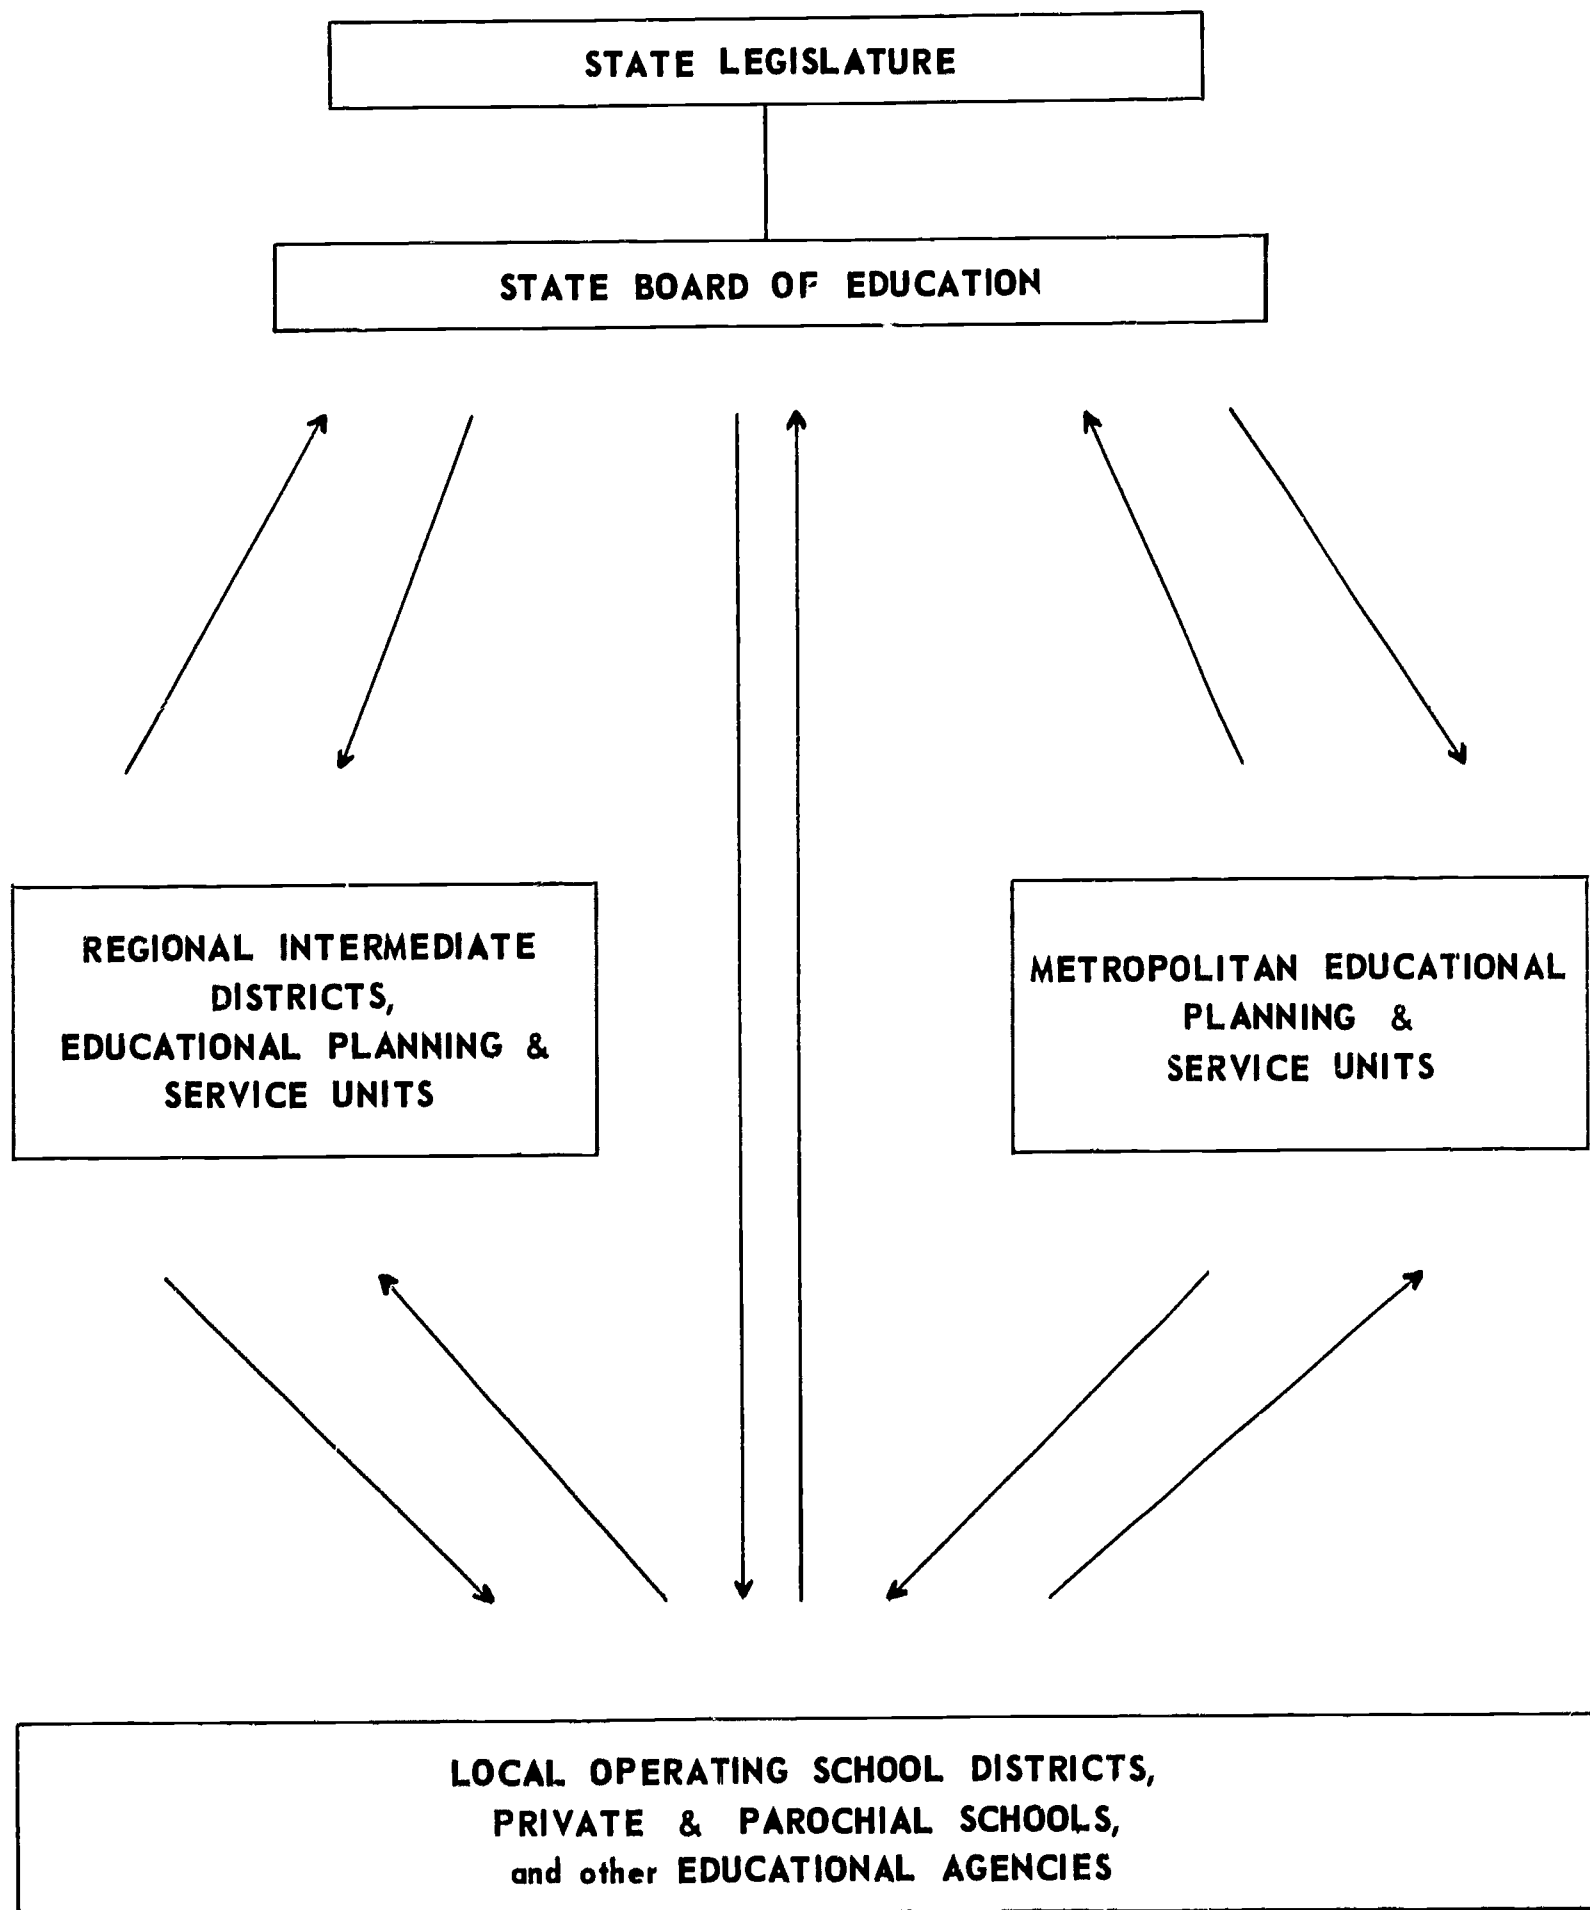 STATE LEGISLATURE
STATE BOARD OF EDUCATION
REGIONAL INTERMEDIATE
DISTRICTS,
EDUCATIONAL PLANNING &
SERVICE UNITS
METROPOLITAN EDUCATIONAL
PLANNING &
SERVICE UNITS
LOCAL OPERATING SCHOOL DISTRICTS,
PRIVATE & PAROCHIAL SCHOOLS,
and other EDUCATIONAL AGENCIES